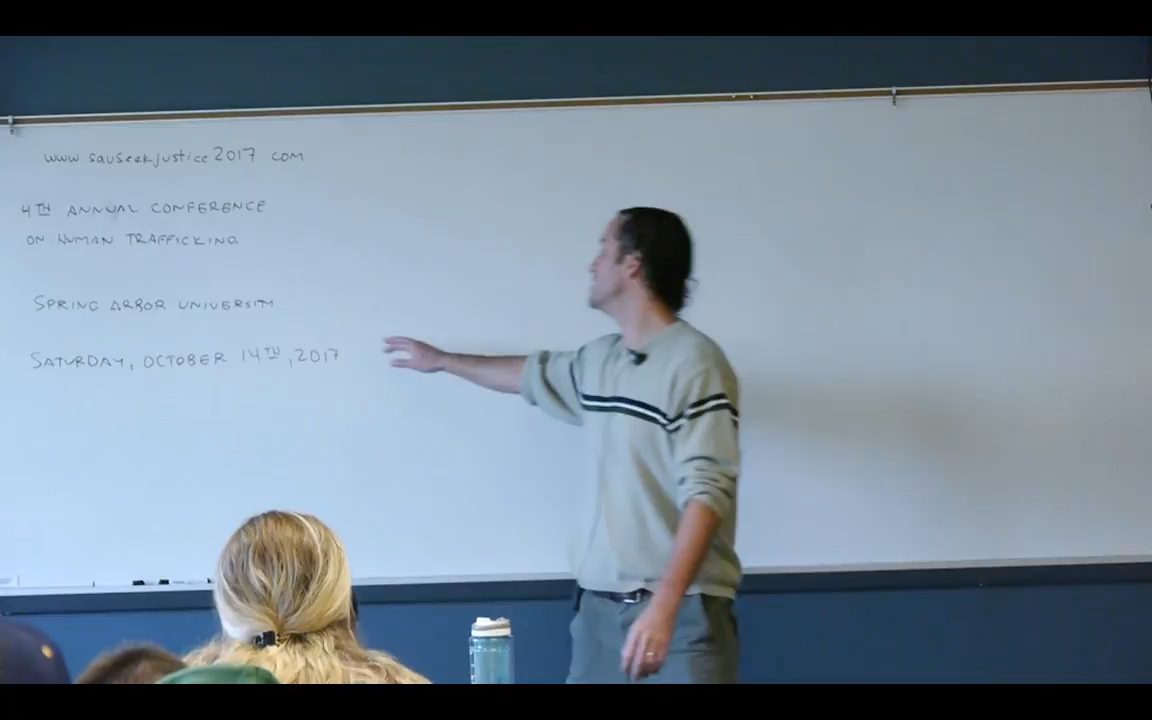 www sauseekjustice2017 com
4TH ANNUAL CONFERENCE
ON HUMAN TRAFFICKING
SPRING ARBOR UNIVERSITY
SATURDAY, OCTOBER 14TH, 2017